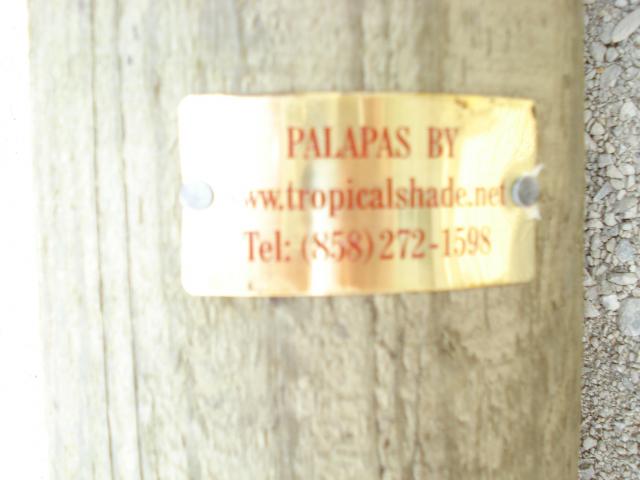 PALAPAS BY
www.tropicalshade.net
Tel: (858) 272-1598